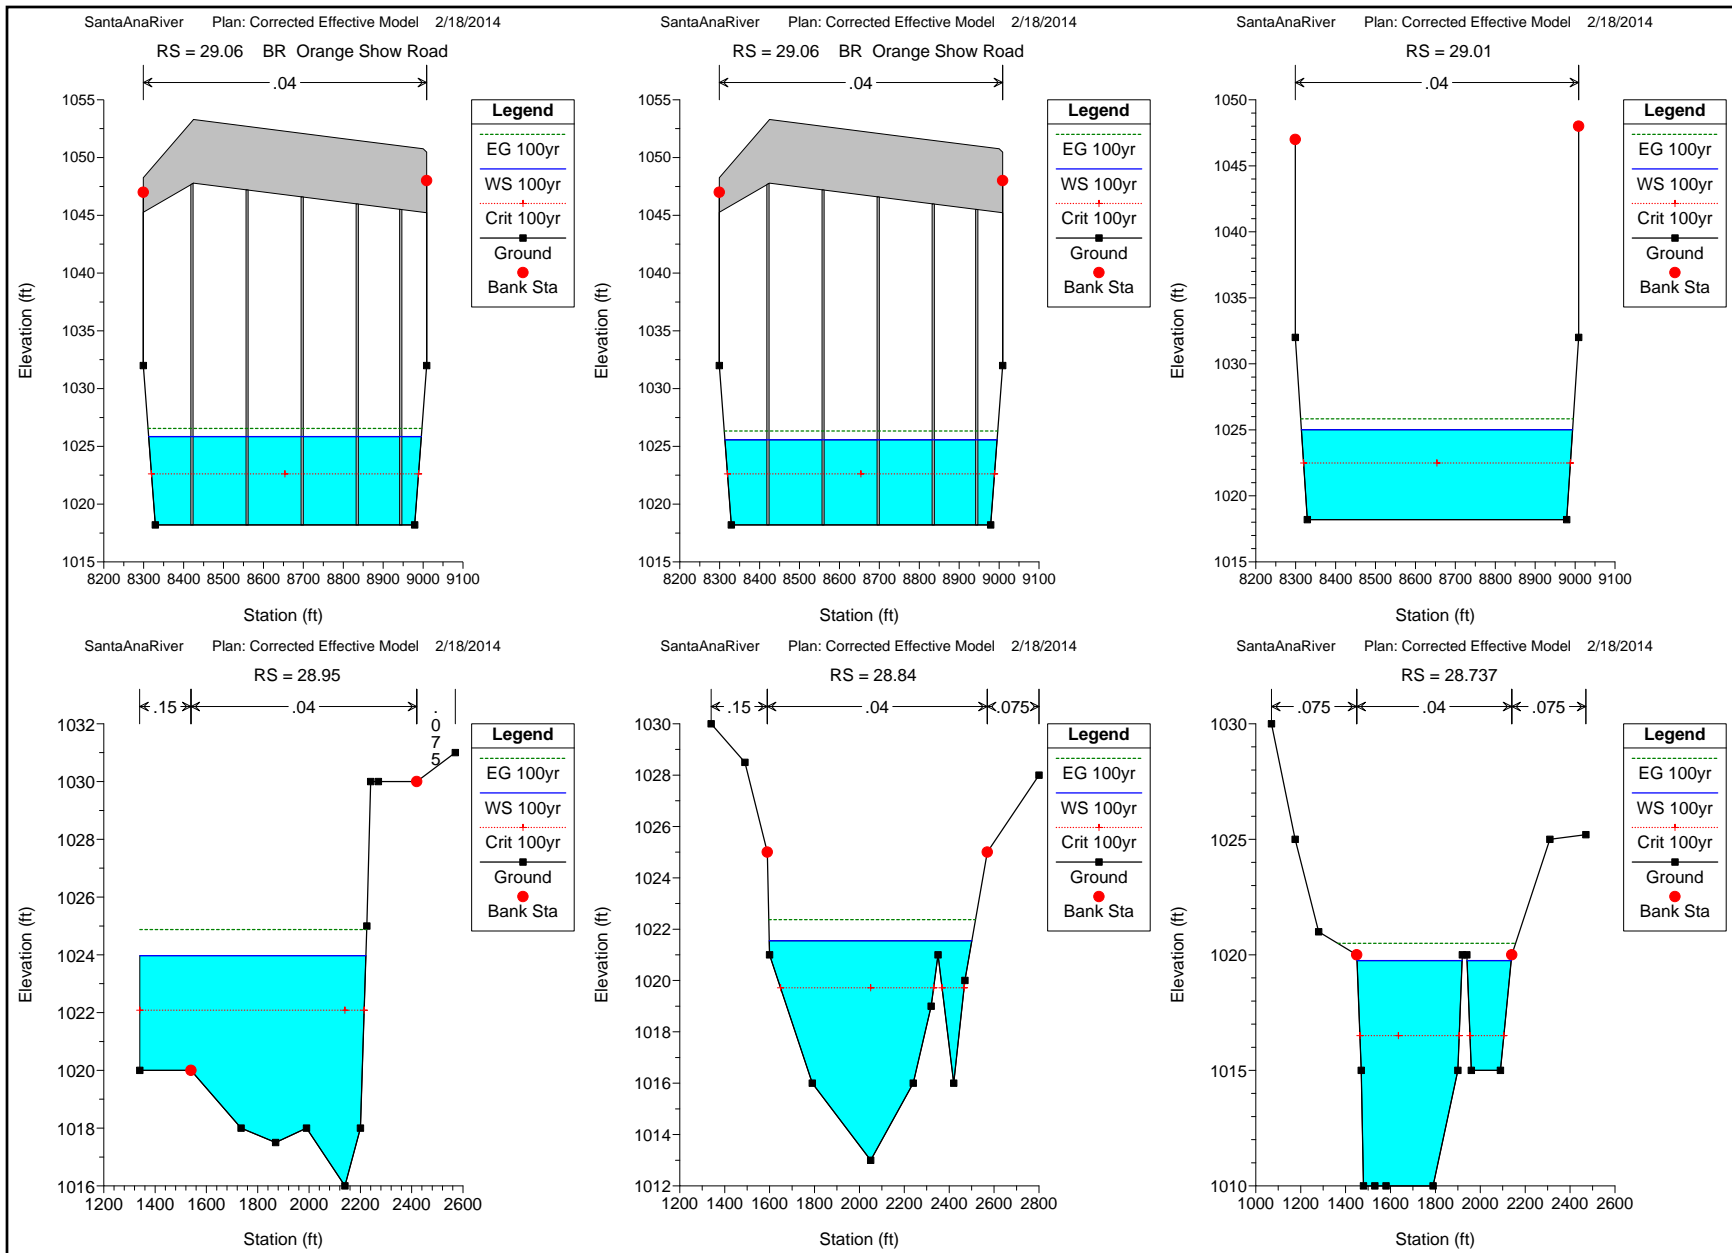 SantaAnaRiver Plan: Corrected Effective Model 2/18/2014
RS = 29.06 BR Orange Show Road
.04
Legend
EG 100yr
WS 100yr
Crit 100yr
Ground
Bank Sta
1055
1050
1045
1040
1035
1030
1025
1020
1015
8200 8300 8400 8500 8600 8700 8800 8900 9000 9100
Elevation (ft)
Station (ft)
SantaAnaRiver Plan: Corrected Effective Model 2/18/2014
RS = 29.06 BR Orange Show Road
.04
Legend
EG 100yr
WS 100yr
Crit 100yr
Ground
Bank Sta
1055
1050
1045
1040
1035
1030
1025
1020
1015
8200 8300 8400 8500 8600 8700 8800 8900 9000 9100
Elevation (ft)
Station (ft)
SantaAnaRiver Plan: Corrected Effective Model 2/18/2014
RS = 29.01
.04
Legend
EG 100yr
WS 100yr
Crit 100yr
Ground
Bank Sta
1050
1045
1040
1035
1030
1025
1020
1015
8200 8300 8400 8500 8600 8700 8800 8900 9000 9100
Elevation (ft)
Station (ft)
SantaAnaRiver Plan: Corrected Effective Model 2/18/2014
RS = 28.95
.15 .04 .075
Legend
EG 100yr
WS 100yr
Crit 100yr
Ground
Bank Sta
1032
1030
1028
1026
1024
1022
1020
1018
1016
1200 1400 1600 1800 2000 2200 2400 2600
Elevation (ft)
Station (ft)
SantaAnaRiver Plan: Corrected Effective Model 2/18/2014
RS = 28.84
.15 .04 .075
Legend
EG 100yr
WS 100yr
Crit 100yr
Ground
Bank Sta
1030
1028
1026
1024
1022
1020
1018
1016
1014
1012
1200 1400 1600 1800 2000 2200 2400 2600 2800
Elevation (ft)
Station (ft)
SantaAnaRiver Plan: Corrected Effective Model 2/18/2014
RS = 28.737
.075 .04 .075
Legend
EG 100yr
WS 100yr
Crit 100yr
Ground
Bank Sta
1030
1025
1020
1015
1010
1000 1200 1400 1600 1800 2000 2200 2400 2600
Elevation (ft)
Station (ft)